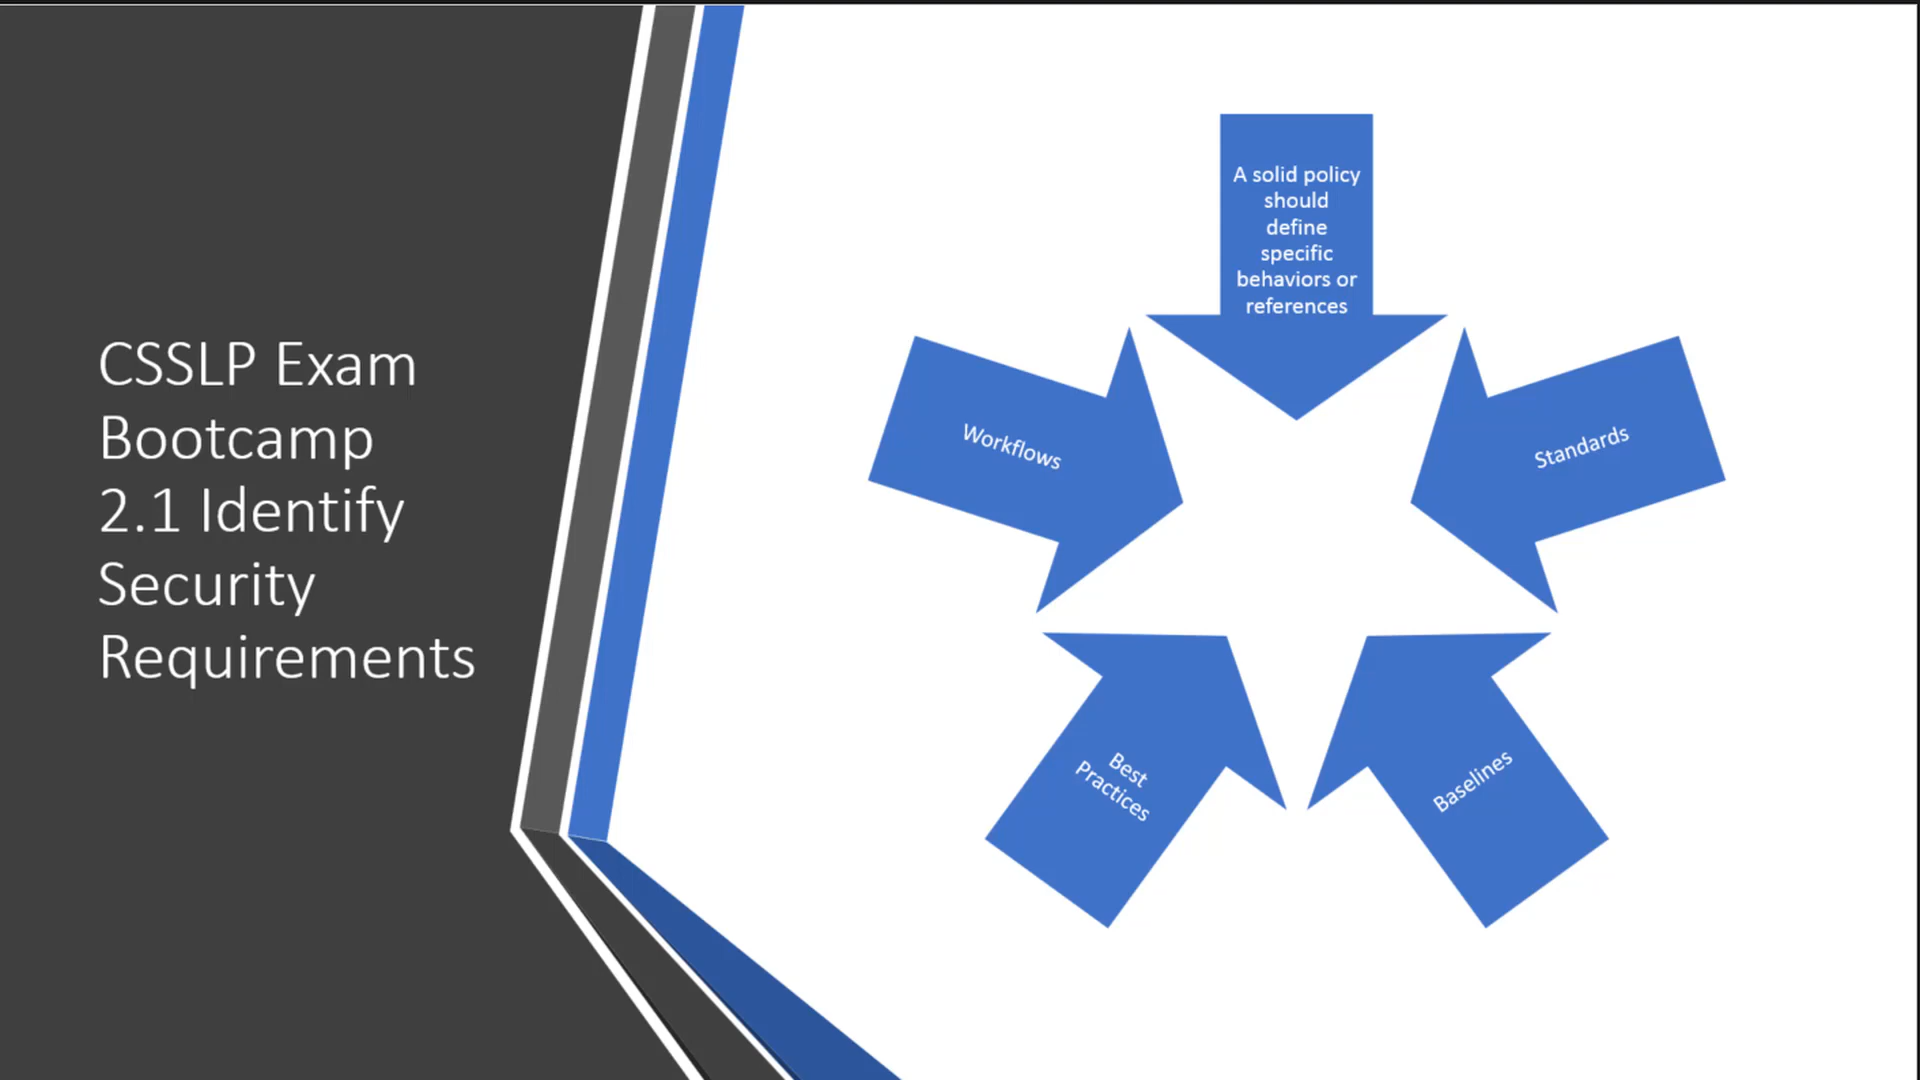 CSSLP Exam
Bootcamp
2.1 Identify
Security
Requirements
A solid policy
should
define
specific
behaviors or
references
Standards
Baselines
Best
Practices
Workflows